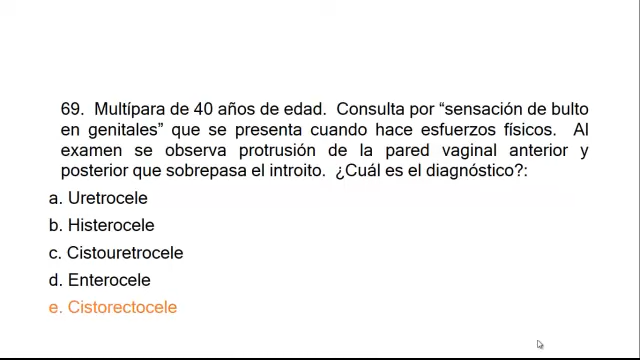 69. Multípara de 40 años de edad. Consulta por “sensación de bulto
en genitales” que se presenta cuando hace esfuerzos físicos. Al
examen se observa protrusión de la pared vaginal anterior y
posterior que sobrepasa el introito. ¿Cuál es el diagnóstico?:
a. Uretrocele
b. Histerocele
c. Cistouretrocele
d. Enterocele
e. Cistorectocele